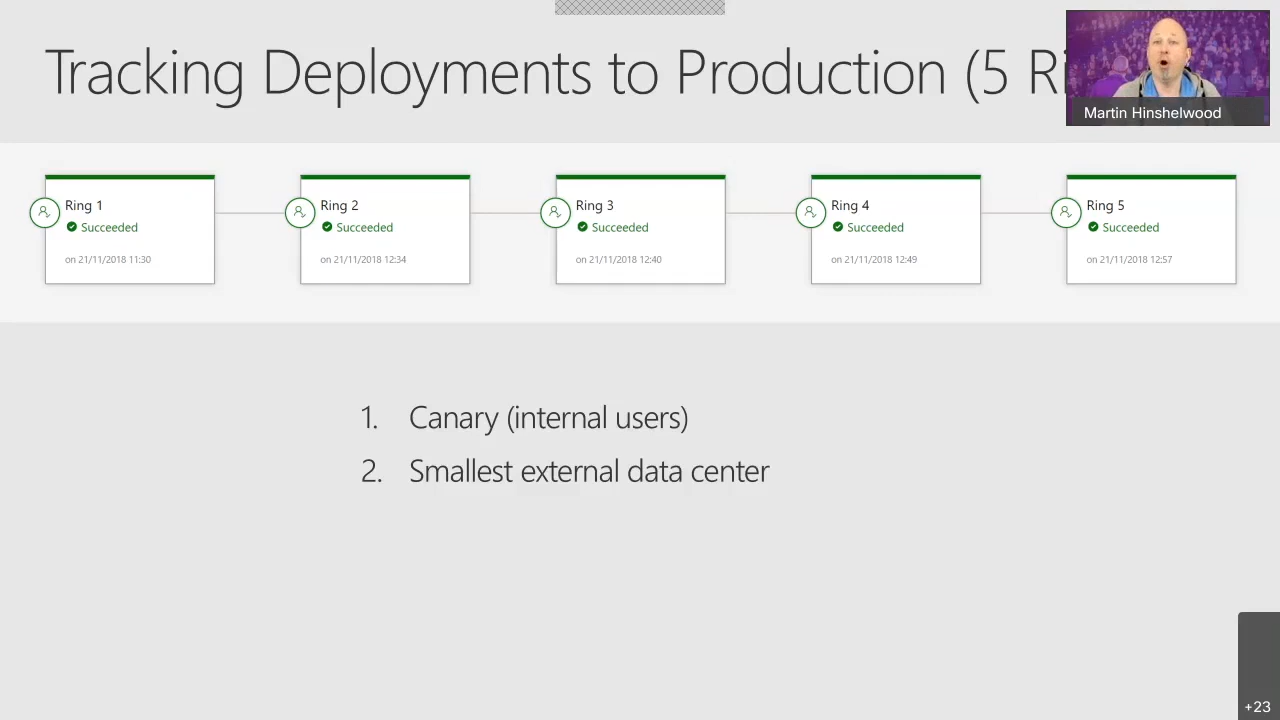 Tracking Deployments to Production (5 Ri
Martin Hinshelwood
Ring 1
Succeeded
on 21/11/2018 11:30
Ring 2
Succeeded
on 21/11/2018 12:34
Ring 3
Succeeded
on 21/11/2018 12:40
Ring 4
Succeeded
on 21/11/2018 12:49
Ring 5
Succeeded
on 21/11/2018 12:57
1. Canary (internal users)
2. Smallest external data center
+23